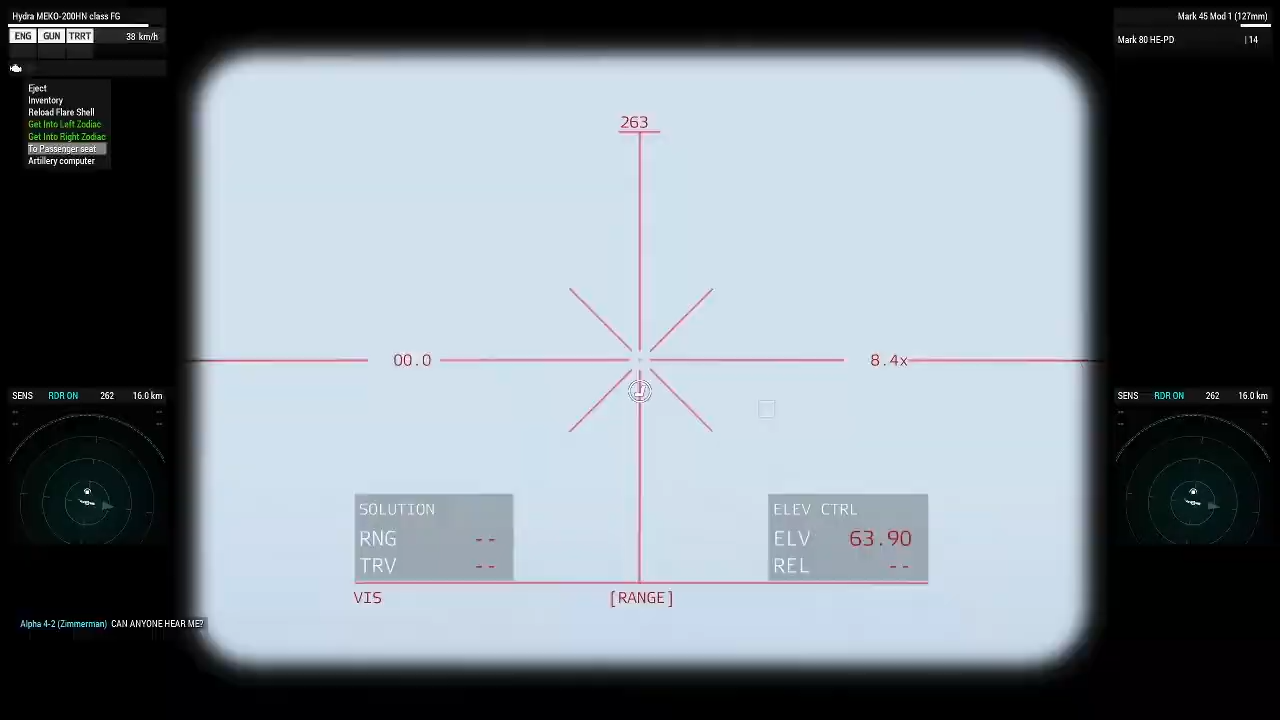 Hydra MEKO-200HN class FG
ENG GUN TRRT 38 km/h
Eject
Inventory
Reload Flare Shell
Get Into Left Zodiac
Get Into Right Zodiac
To Passenger seat
Artillery computer
Mark 45 Mod 1 (127mm)
Mark 80 HE-PD | 14
263
00.0 8.4x
SENS RDR ON 262 16.0 km
SENS RDR ON 262 16.0 km
SOLUTION
RNG --
TRV --
ELEV CTRL
ELV 63.90
REL --
VIS [RANGE]
Alpha 4-2 (Zimmerman) CAN ANYONE HEAR ME?